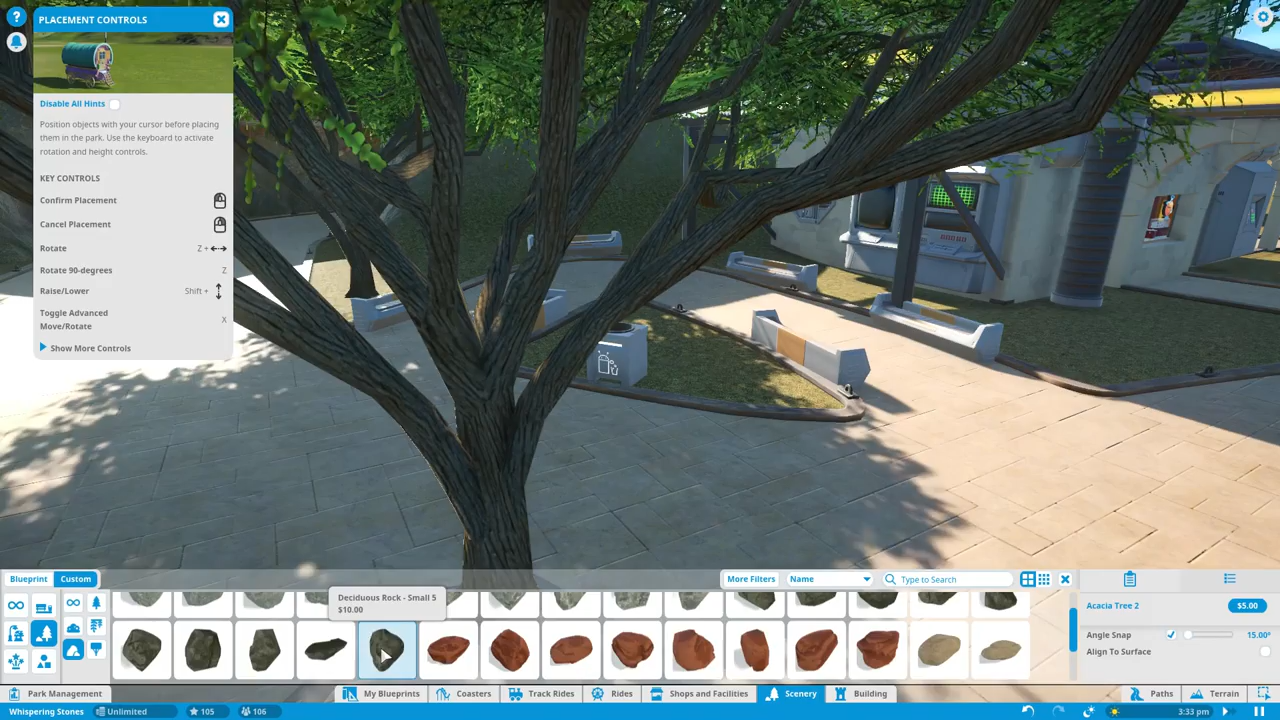 PLACEMENT CONTROLS
Disable All Hints
Position objects with your cursor before placing
them in the park. Use the keyboard to activate
rotation and height controls.
KEY CONTROLS
Confirm Placement
Cancel Placement
Rotate Z +
Rotate 90-degrees Z
Raise/Lower Shift +
Toggle Advanced
Move/Rotate X
Show More Controls
Blueprint Custom
More Filters Name Type to Search
Deciduous Rock - Small 5
$10.00
Acacia Tree 2 $5.00
Angle Snap 15.00°
Align To Surface
Park Management My Blueprints Coasters Track Rides Rides Shops and Facilities Scenery Building Paths Terrain
Whispering Stones Unlimited 105 106 3:33 pm